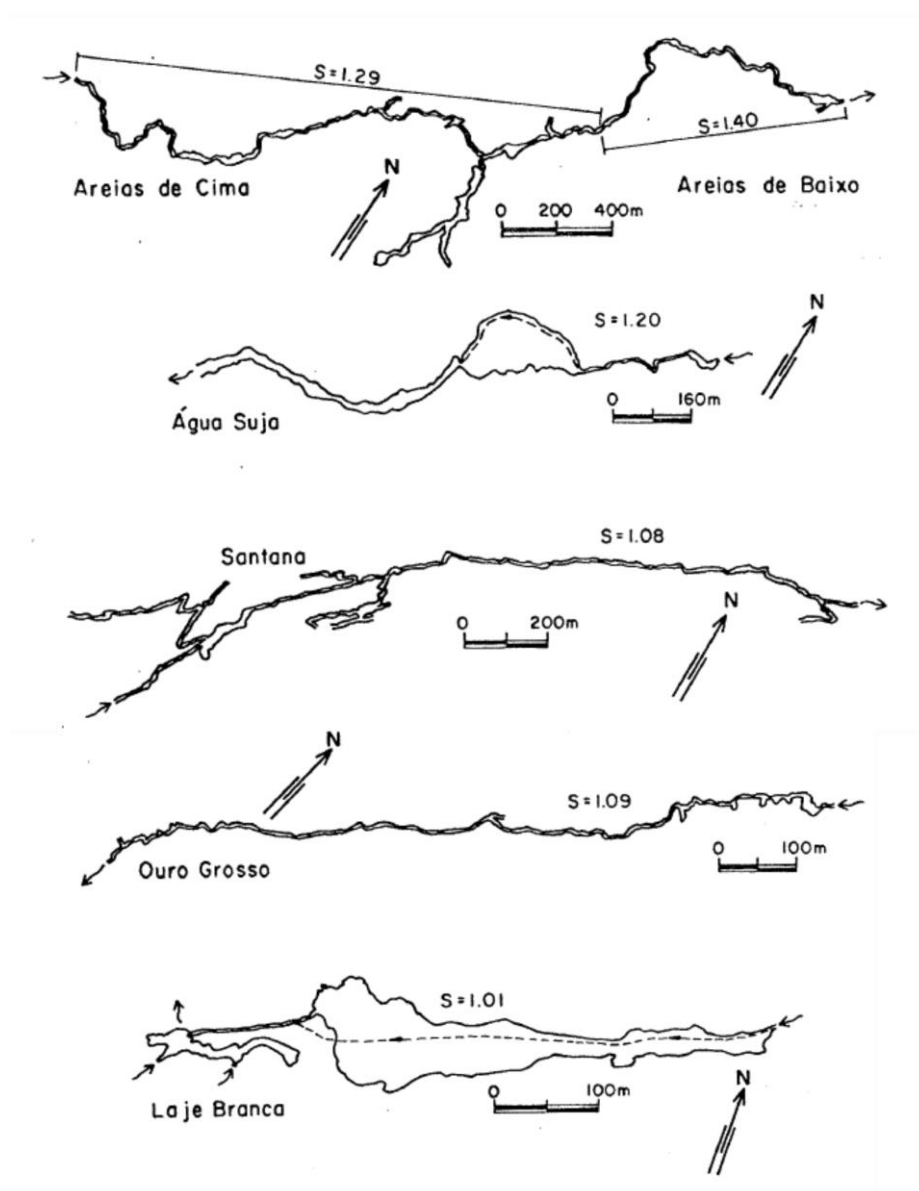 S=1.29
S=1.40
Areias de Cima
N
Areias de Baixo
0 200 400m
N
S=1.20
0 160m
Água Suja
S=1.08
Santana
N
0 200m
N
S=1.09
0 100m
Ouro Grosso
S=1.01
N
0 100m
Laje Branca